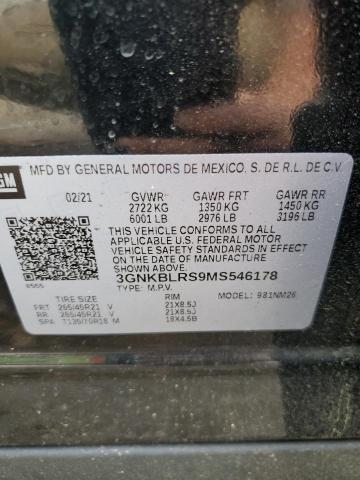 GM
MFD BY GENERAL MOTORS DE MEXICO, S. DE R.L. DE C.V.
02/21 GVWR GAWR FRT GAWR RR
2722 KG 1350 KG 1450 KG
6001 LB 2976 LB 3196 LB
THIS VEHICLE CONFORMS TO ALL APPLICABLE
U.S. FEDERAL MOTOR VEHICLE SAFETY
STANDARDS IN EFFECT ON THE DATE OF
MANUFACTURE SHOWN ABOVE.
3GNKBLRS9MS546178
TYPE: M.P.V. MODEL: 981NM26
TIRE SIZE RIM
FRT 265/45R21 V 21X8.5J
RR 265/45R21 V 21X8.5J
SPA T135/70R18 M 18X4.5B